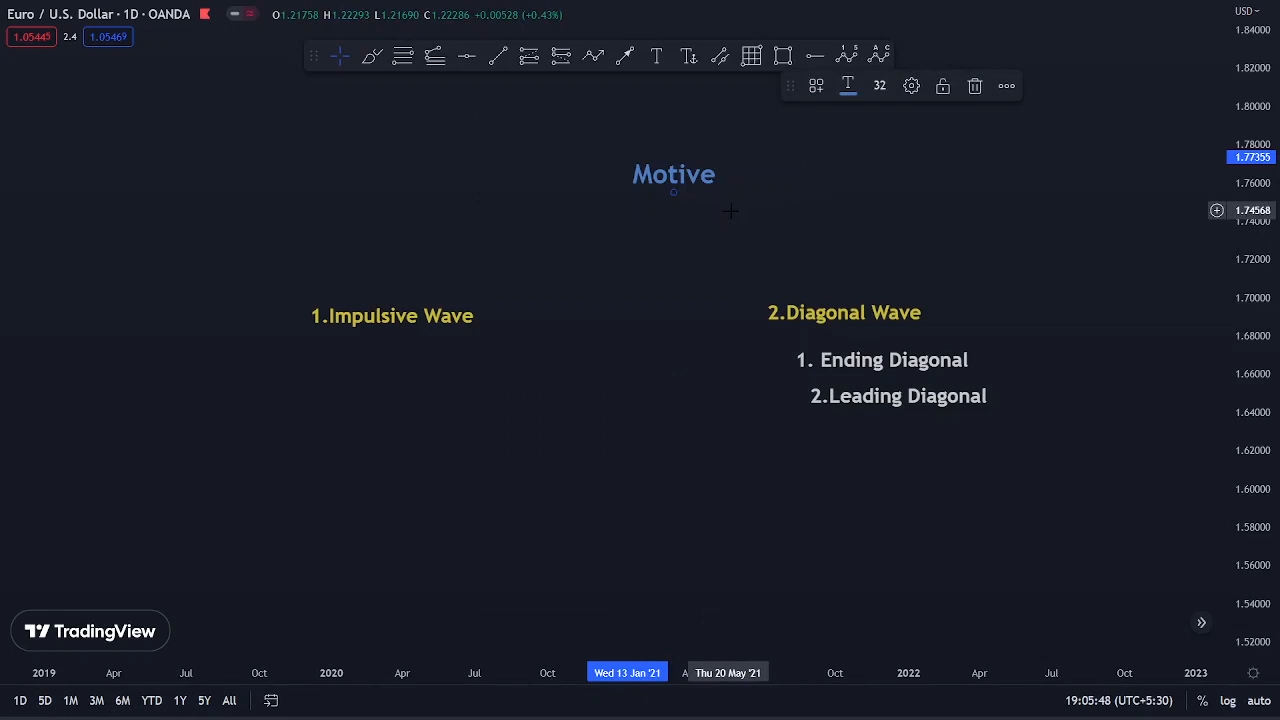 Euro / U.S. Dollar · 1D · OANDA O1.21758 H1.22293 L1.21690 C1.22286 +0.00528 (+0.43%) USD
1.05445 2.4 1.05469
32
1.84000
1.82000
1.80000
1.78000
1.77355
1.76000
1.74568
1.74000
1.72000
1.70000
1.68000
1.66000
1.64000
1.62000
1.60000
1.58000
1.56000
1.54000
1.52000
Motive
1.Impulsive Wave
2.Diagonal Wave
1. Ending Diagonal
2.Leading Diagonal
TradingView
2019 Apr Jul Oct 2020 Apr Jul Oct Wed 13 Jan '21 A Thu 20 May '21 Oct 2022 Apr Jul Oct 2023
1D 5D 1M 3M 6M YTD 1Y 5Y All 19:05:48 (UTC+5:30) % log auto